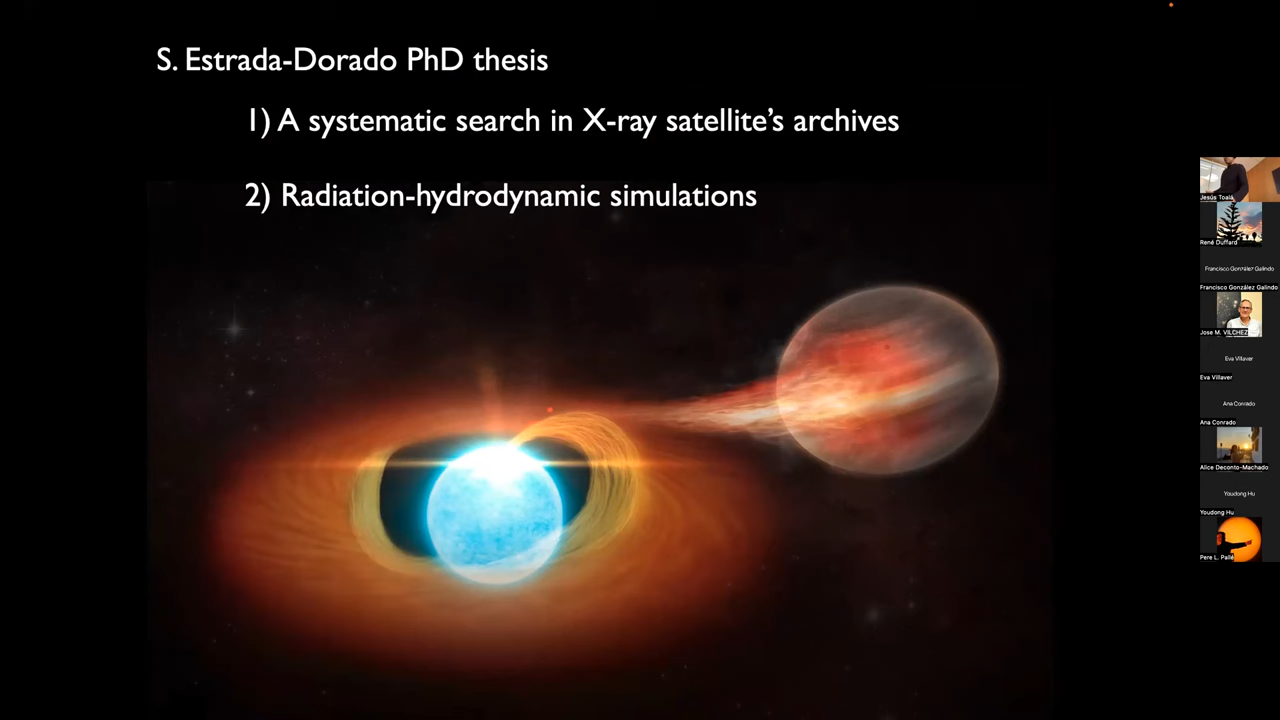 S. Estrada-Dorado PhD thesis
1) A systematic search in X-ray satellite's archives
2) Radiation-hydrodynamic simulations
Jesús Toalá
René Duffard
Francisco González Galindo
Francisco González Galindo
Jose M. VILCHEZ
Eva Villaver
Eva Villaver
Ana Conrado
Ana Conrado
Alice Deconto-Machado
Youdong Hu
Youdong Hu
Pere L. Pallé